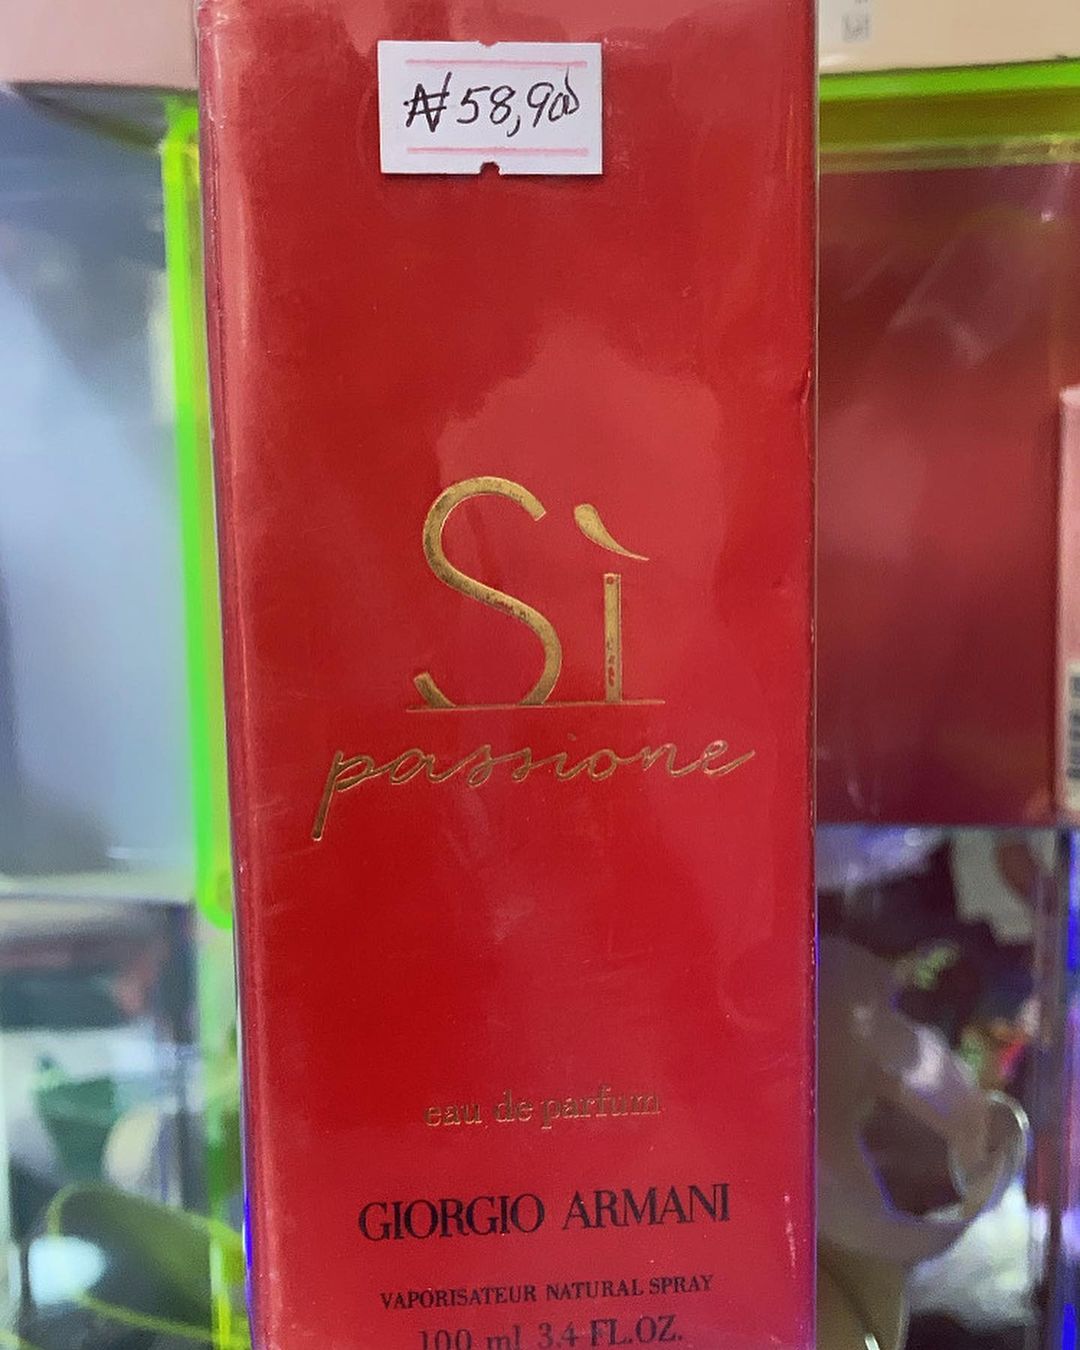 ₦58,900
Sì
passione
eau de parfum
GIORGIO ARMANI
VAPORISATEUR NATURAL SPRAY
100 ml 3.4 FL.OZ.